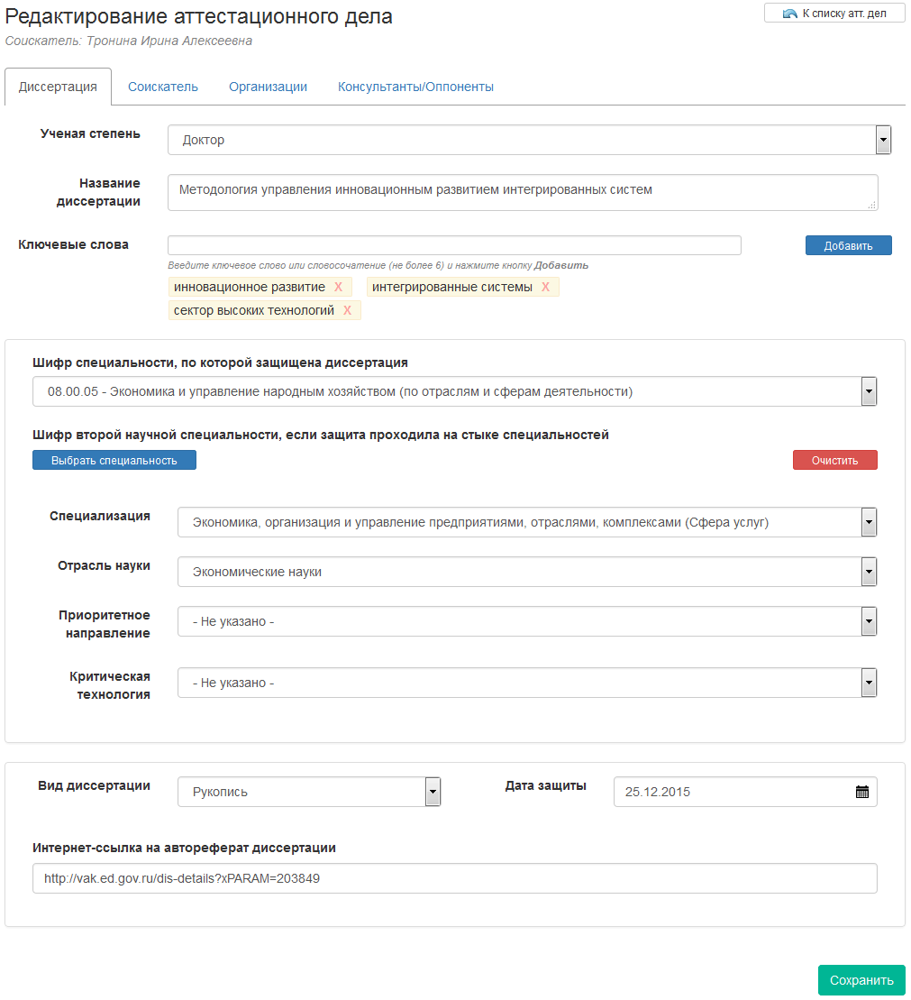 Редактирование аттестационного дела
К списку атт. дел
Соискатель: Тронина Ирина Алексеевна
Диссертация
Соискатель
Организации
Консультанты/Оппоненты
Ученая степень
Доктор
Название
диссертации
Методология управления инновационным развитием интегрированных систем
Ключевые слова
Добавить
Введите ключевое слово или словосочатение (не более 6) и нажмите кнопку Добавить
инновационное развитие X
интегрированные системы X
сектор высоких технологий X
Шифр специальности, по которой защищена диссертация
08.00.05 - Экономика и управление народным хозяйством (по отраслям и сферам деятельности)
Шифр второй научной специальности, если защита проходила на стыке специальностей
Выбрать специальность
Очистить
Специализация
Экономика, организация и управление предприятиями, отраслями, комплексами (Сфера услуг)
Отрасль науки
Экономические науки
Приоритетное
направление
- Не указано -
Критическая
технология
- Не указано -
Вид диссертации
Рукопись
Дата защиты
25.12.2015
Интернет-ссылка на автореферат диссертации
http://vak.ed.gov.ru/dis-details?xPARAM=203849
Сохранить